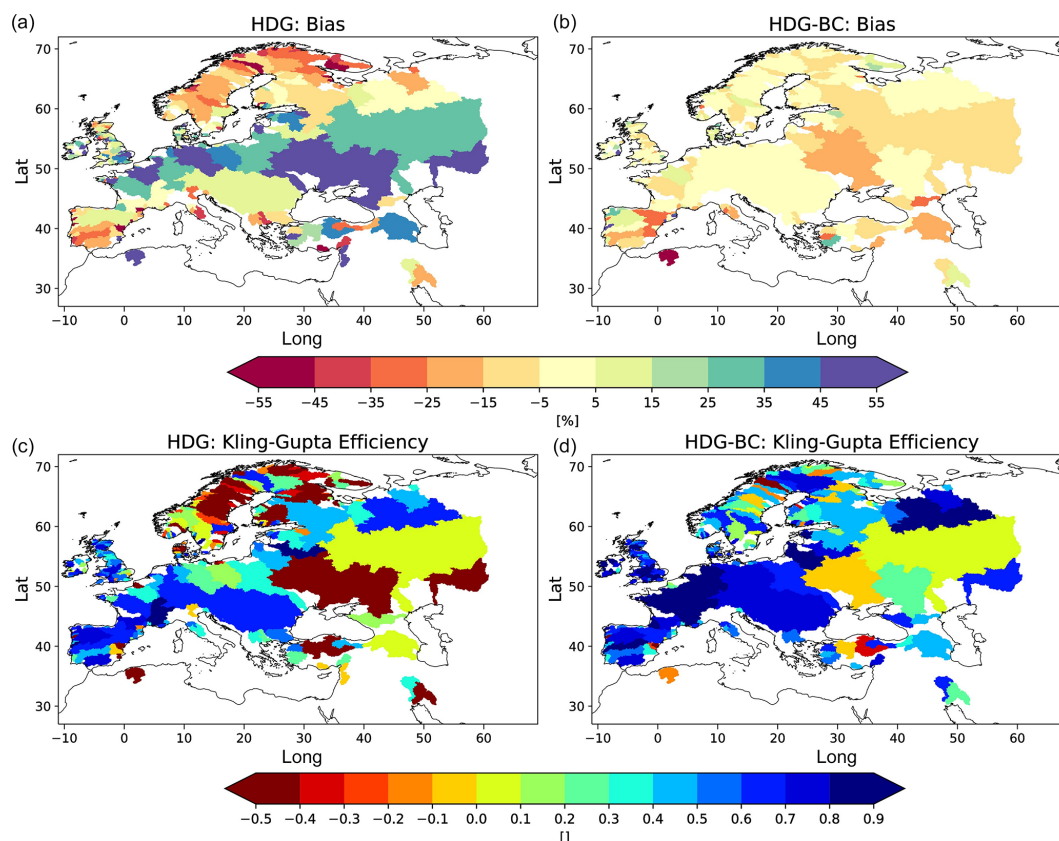 (a) HDG: Bias
(b) HDG-BC: Bias
70
60
50
40
30
Lat
−10 0 10 20 30 40 50 60
Long
70
60
50
40
30
Lat
−10 0 10 20 30 40 50 60
Long
−55 −45 −35 −25 −15 −5 5 15 25 35 45 55
[%]
(c) HDG: Kling-Gupta Efficiency
(d) HDG-BC: Kling-Gupta Efficiency
70
60
50
40
30
Lat
−10 0 10 20 30 40 50 60
Long
70
60
50
40
30
Lat
−10 0 10 20 30 40 50 60
Long
−0.5 −0.4 −0.3 −0.2 −0.1 0.0 0.1 0.2 0.3 0.4 0.5 0.6 0.7 0.8 0.9
[]